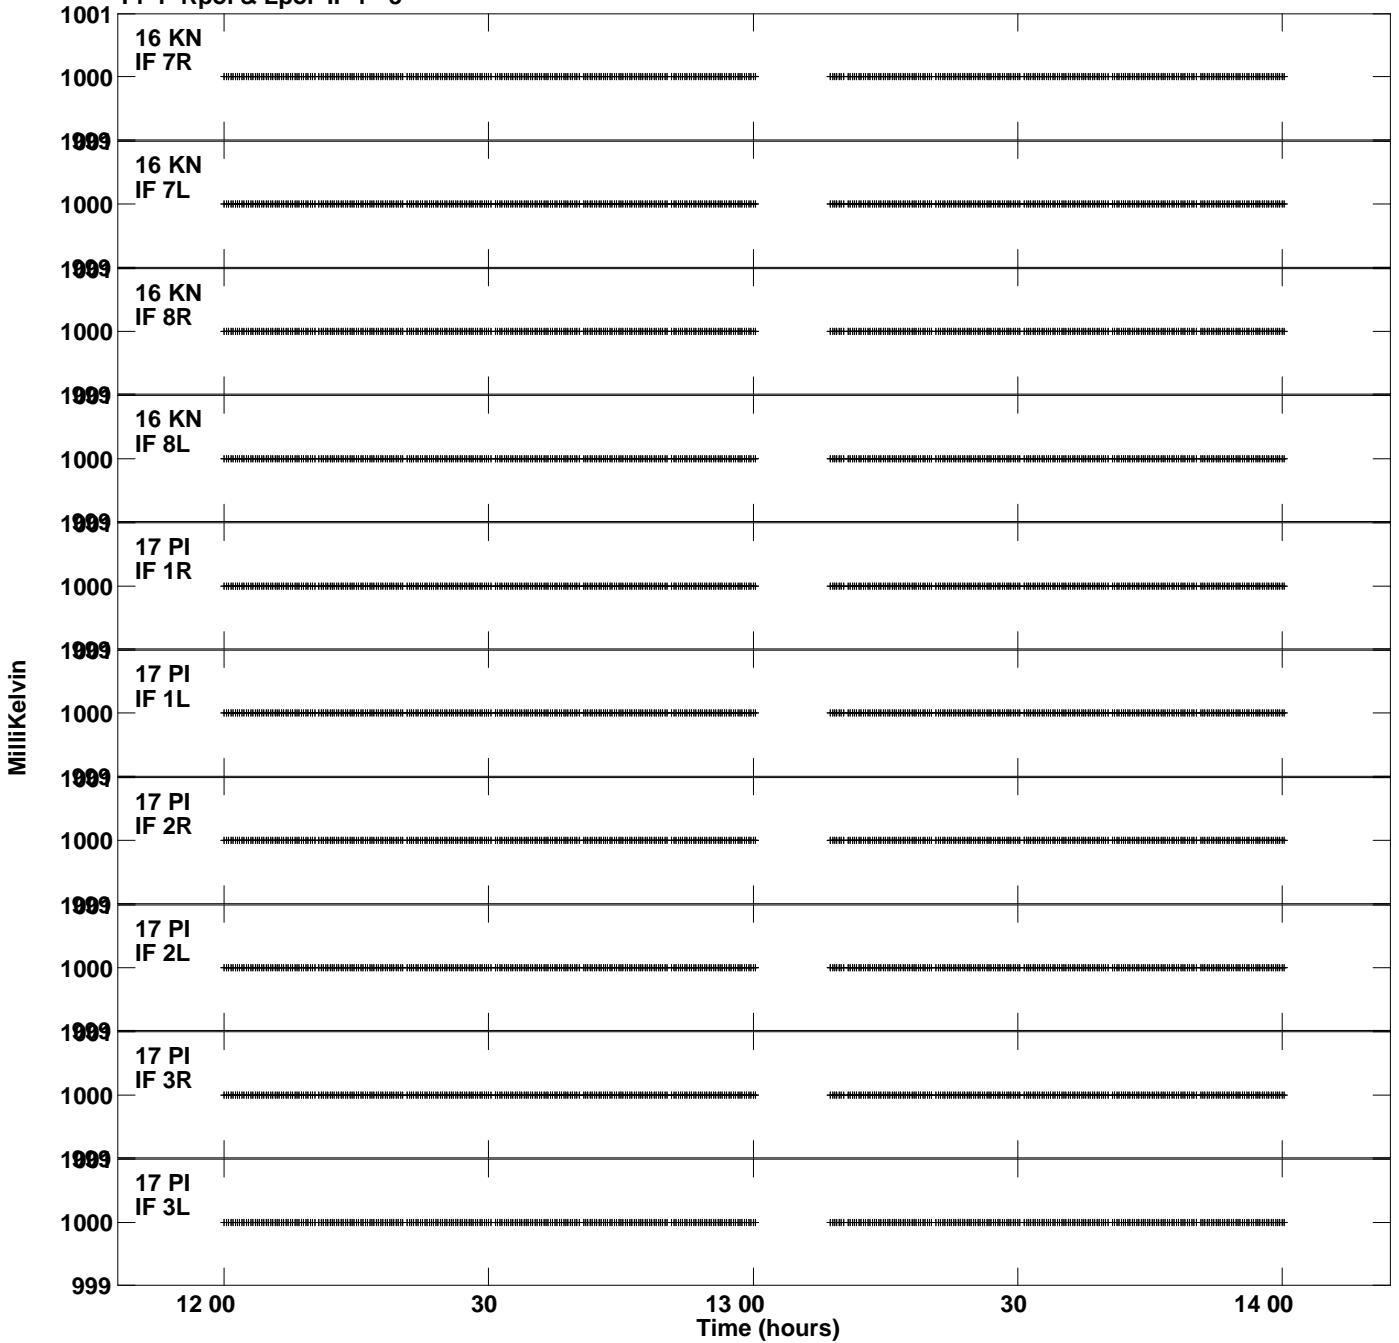 1001
16 KN
IF 7R
1000
16 KN
IF 7L
1000
16 KN
IF 8R
1000
16 KN
IF 8L
1000
17 PI
IF 1R
1000
17 PI
IF 1L
1000
17 PI
IF 2R
1000
17 PI
IF 2L
1000
17 PI
IF 3R
1000
17 PI
IF 3L
1000
999
MilliKelvin
12 00 30 13 00 30 14 00
Time (hours)